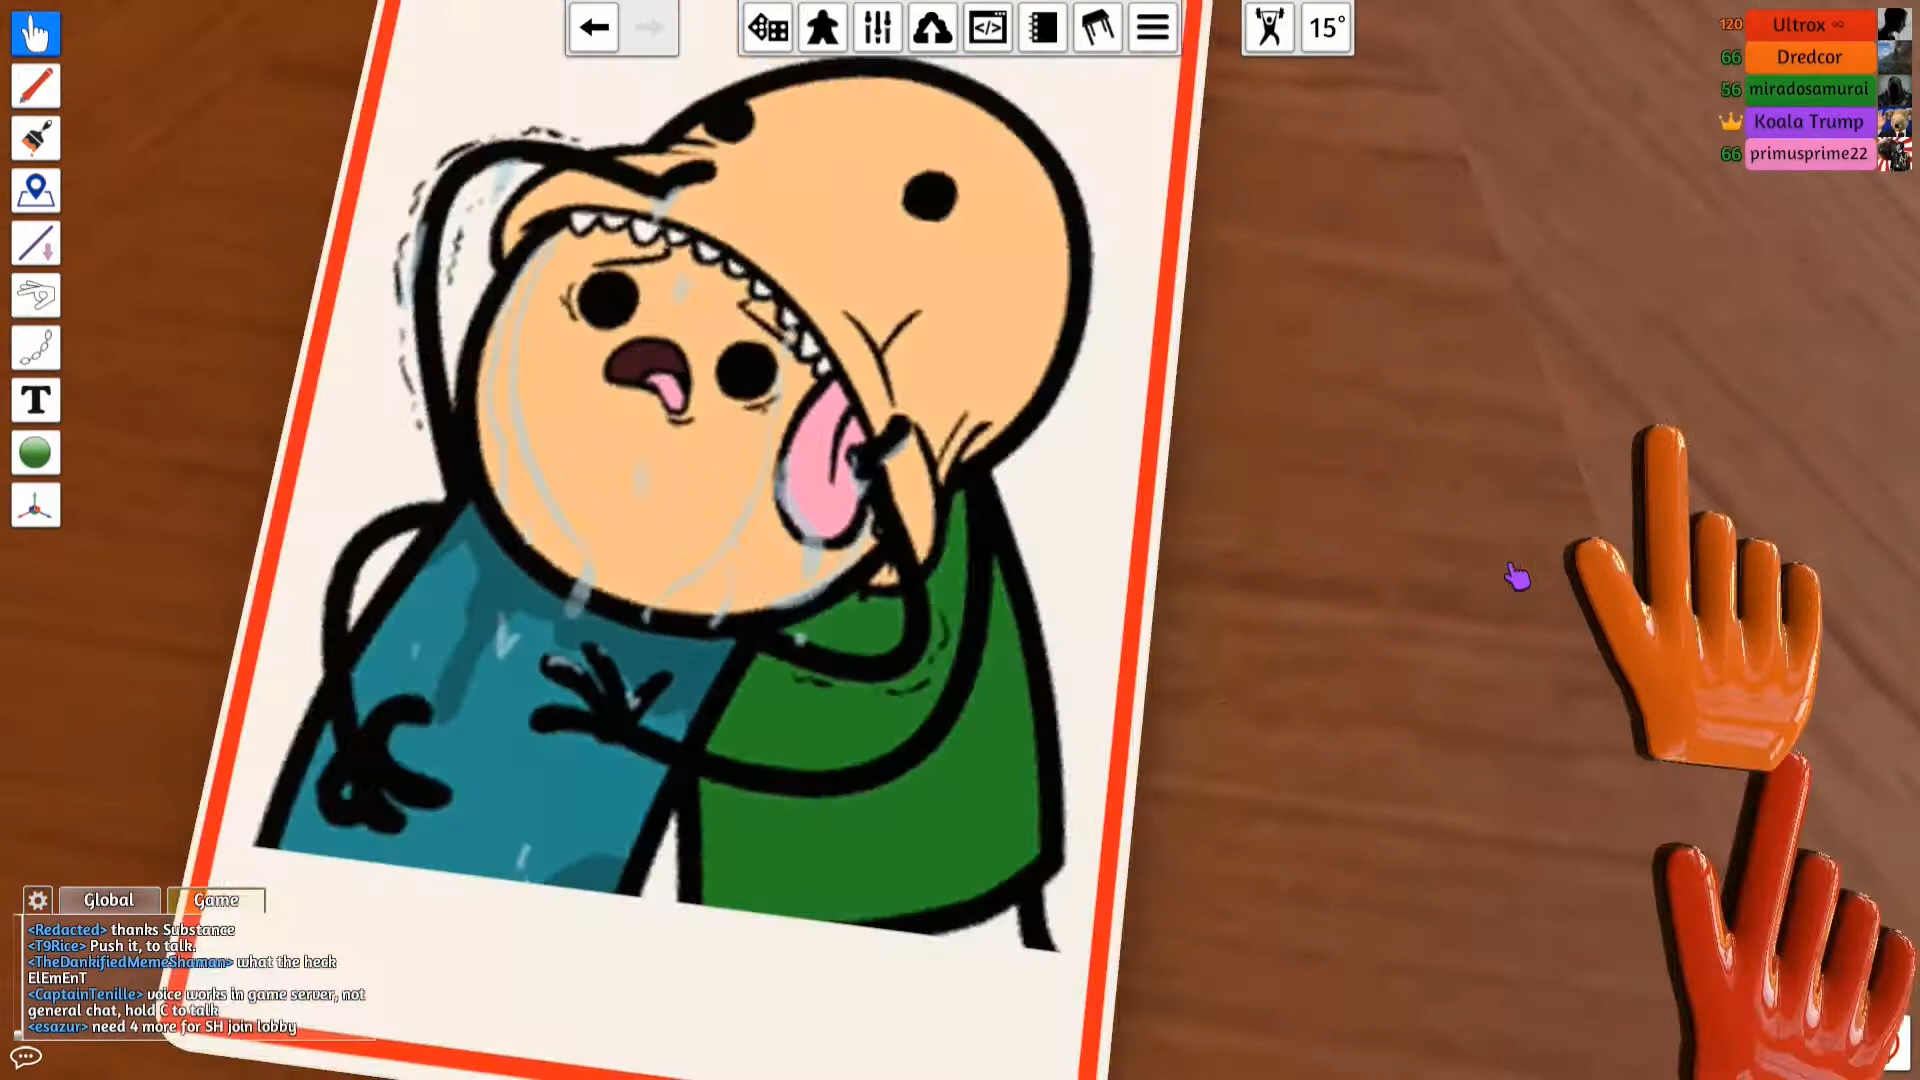 15°
120 Ultrox ∞
66 Dredcor
56 miradosamurai
Koala Trump
66 primusprime22
T
Global Game
<Redacted> thanks Substance
<T9Rice> Push it, to talk.
<TheDankifiedMemeShaman> what the heck
ElEmEnT
<CaptainTenille> voice works in game server, not
general chat, hold C to talk
<esazur> need 4 more for SH join lobby